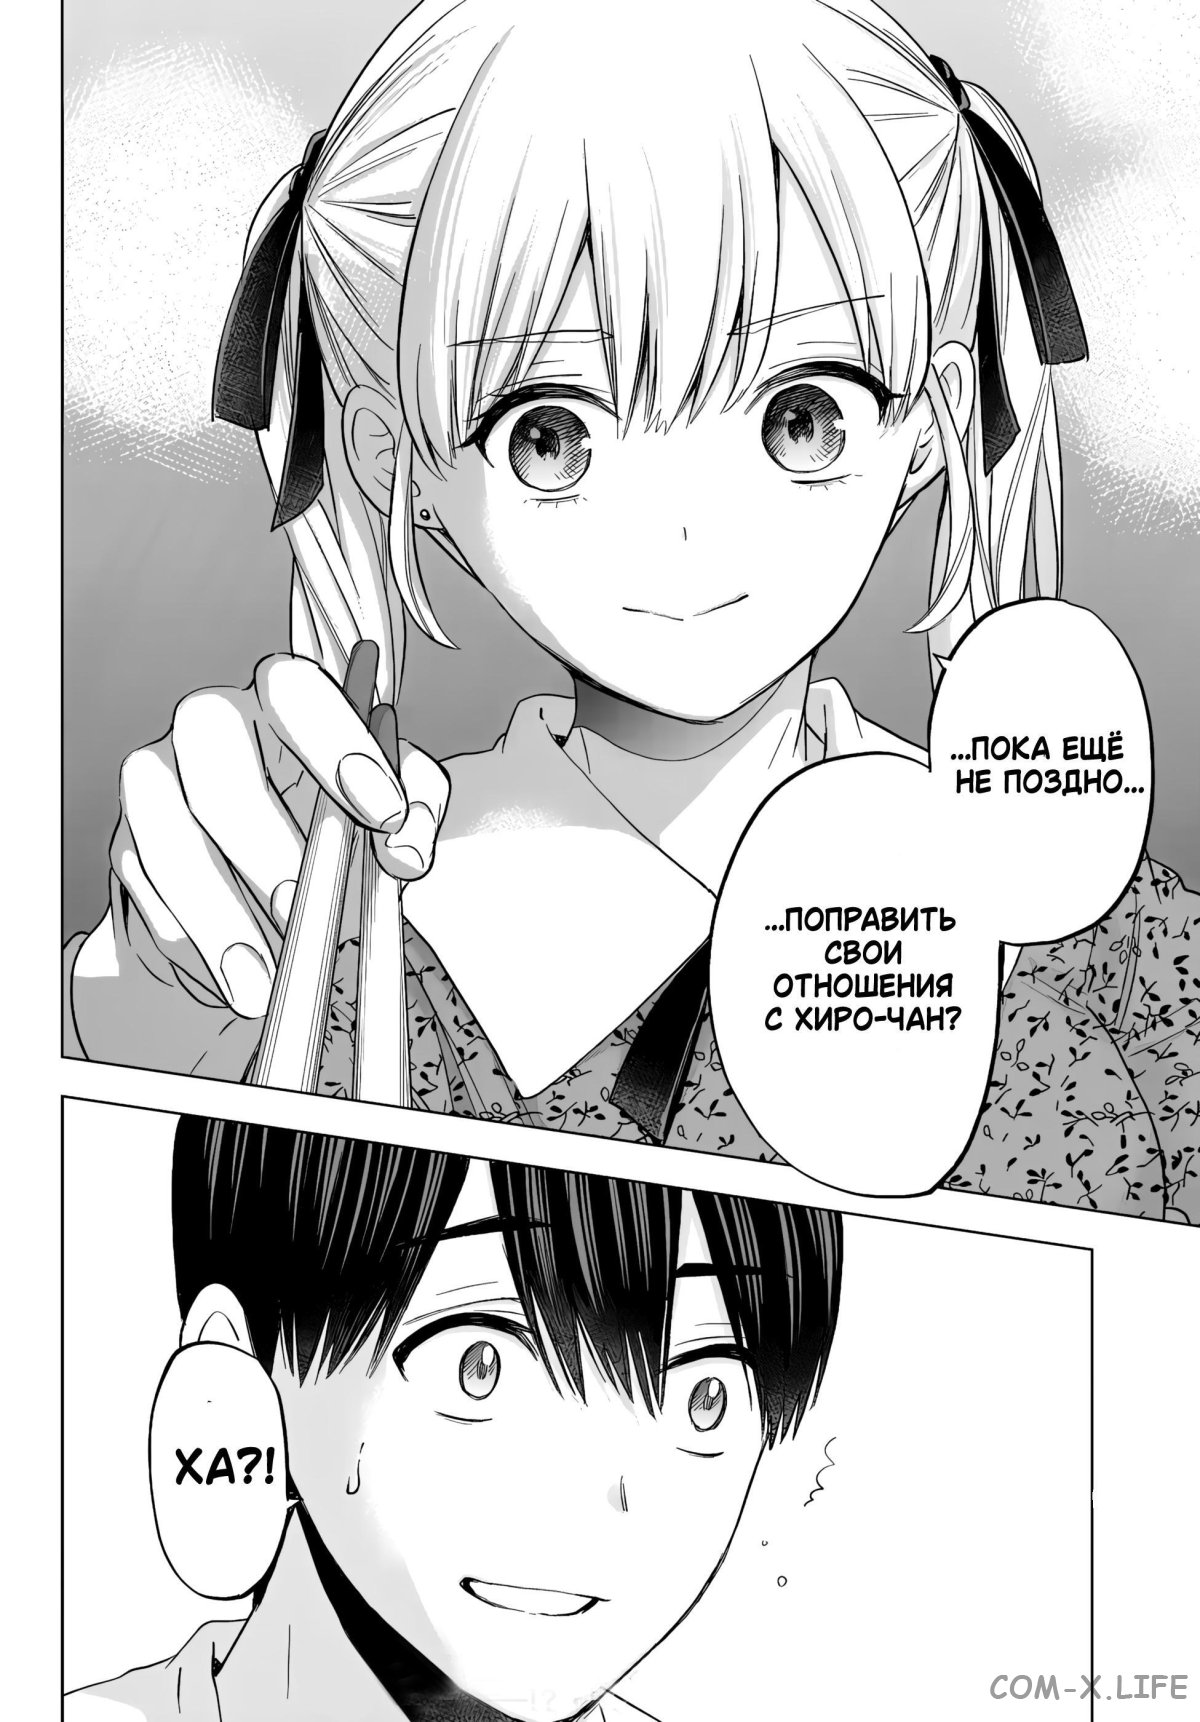 ...ПОКА ЕЩЁ
НЕ ПОЗДНО...
...ПОПРАВИТЬ
СВОИ
ОТНОШЕНИЯ
С ХИРО-ЧАН?
ХА?!
!?
COM-X.LIFE